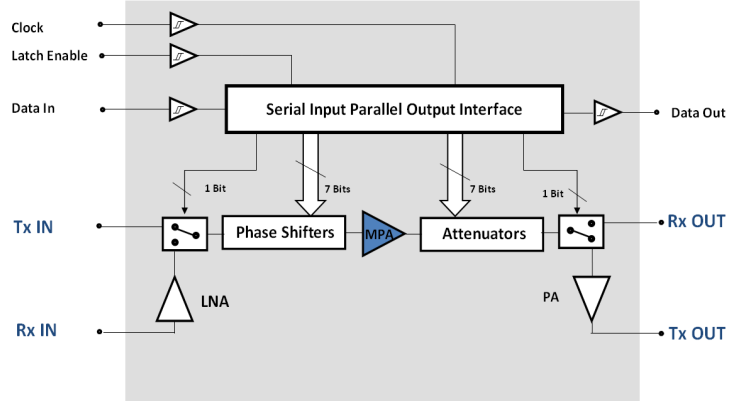 Clock
Latch Enable
Data In
Serial Input Parallel Output Interface
Data Out
1 Bit
7 Bits
7 Bits
1 Bit
Tx IN
Phase Shifters
MPA
Attenuators
Rx OUT
LNA
PA
Rx IN
Tx OUT